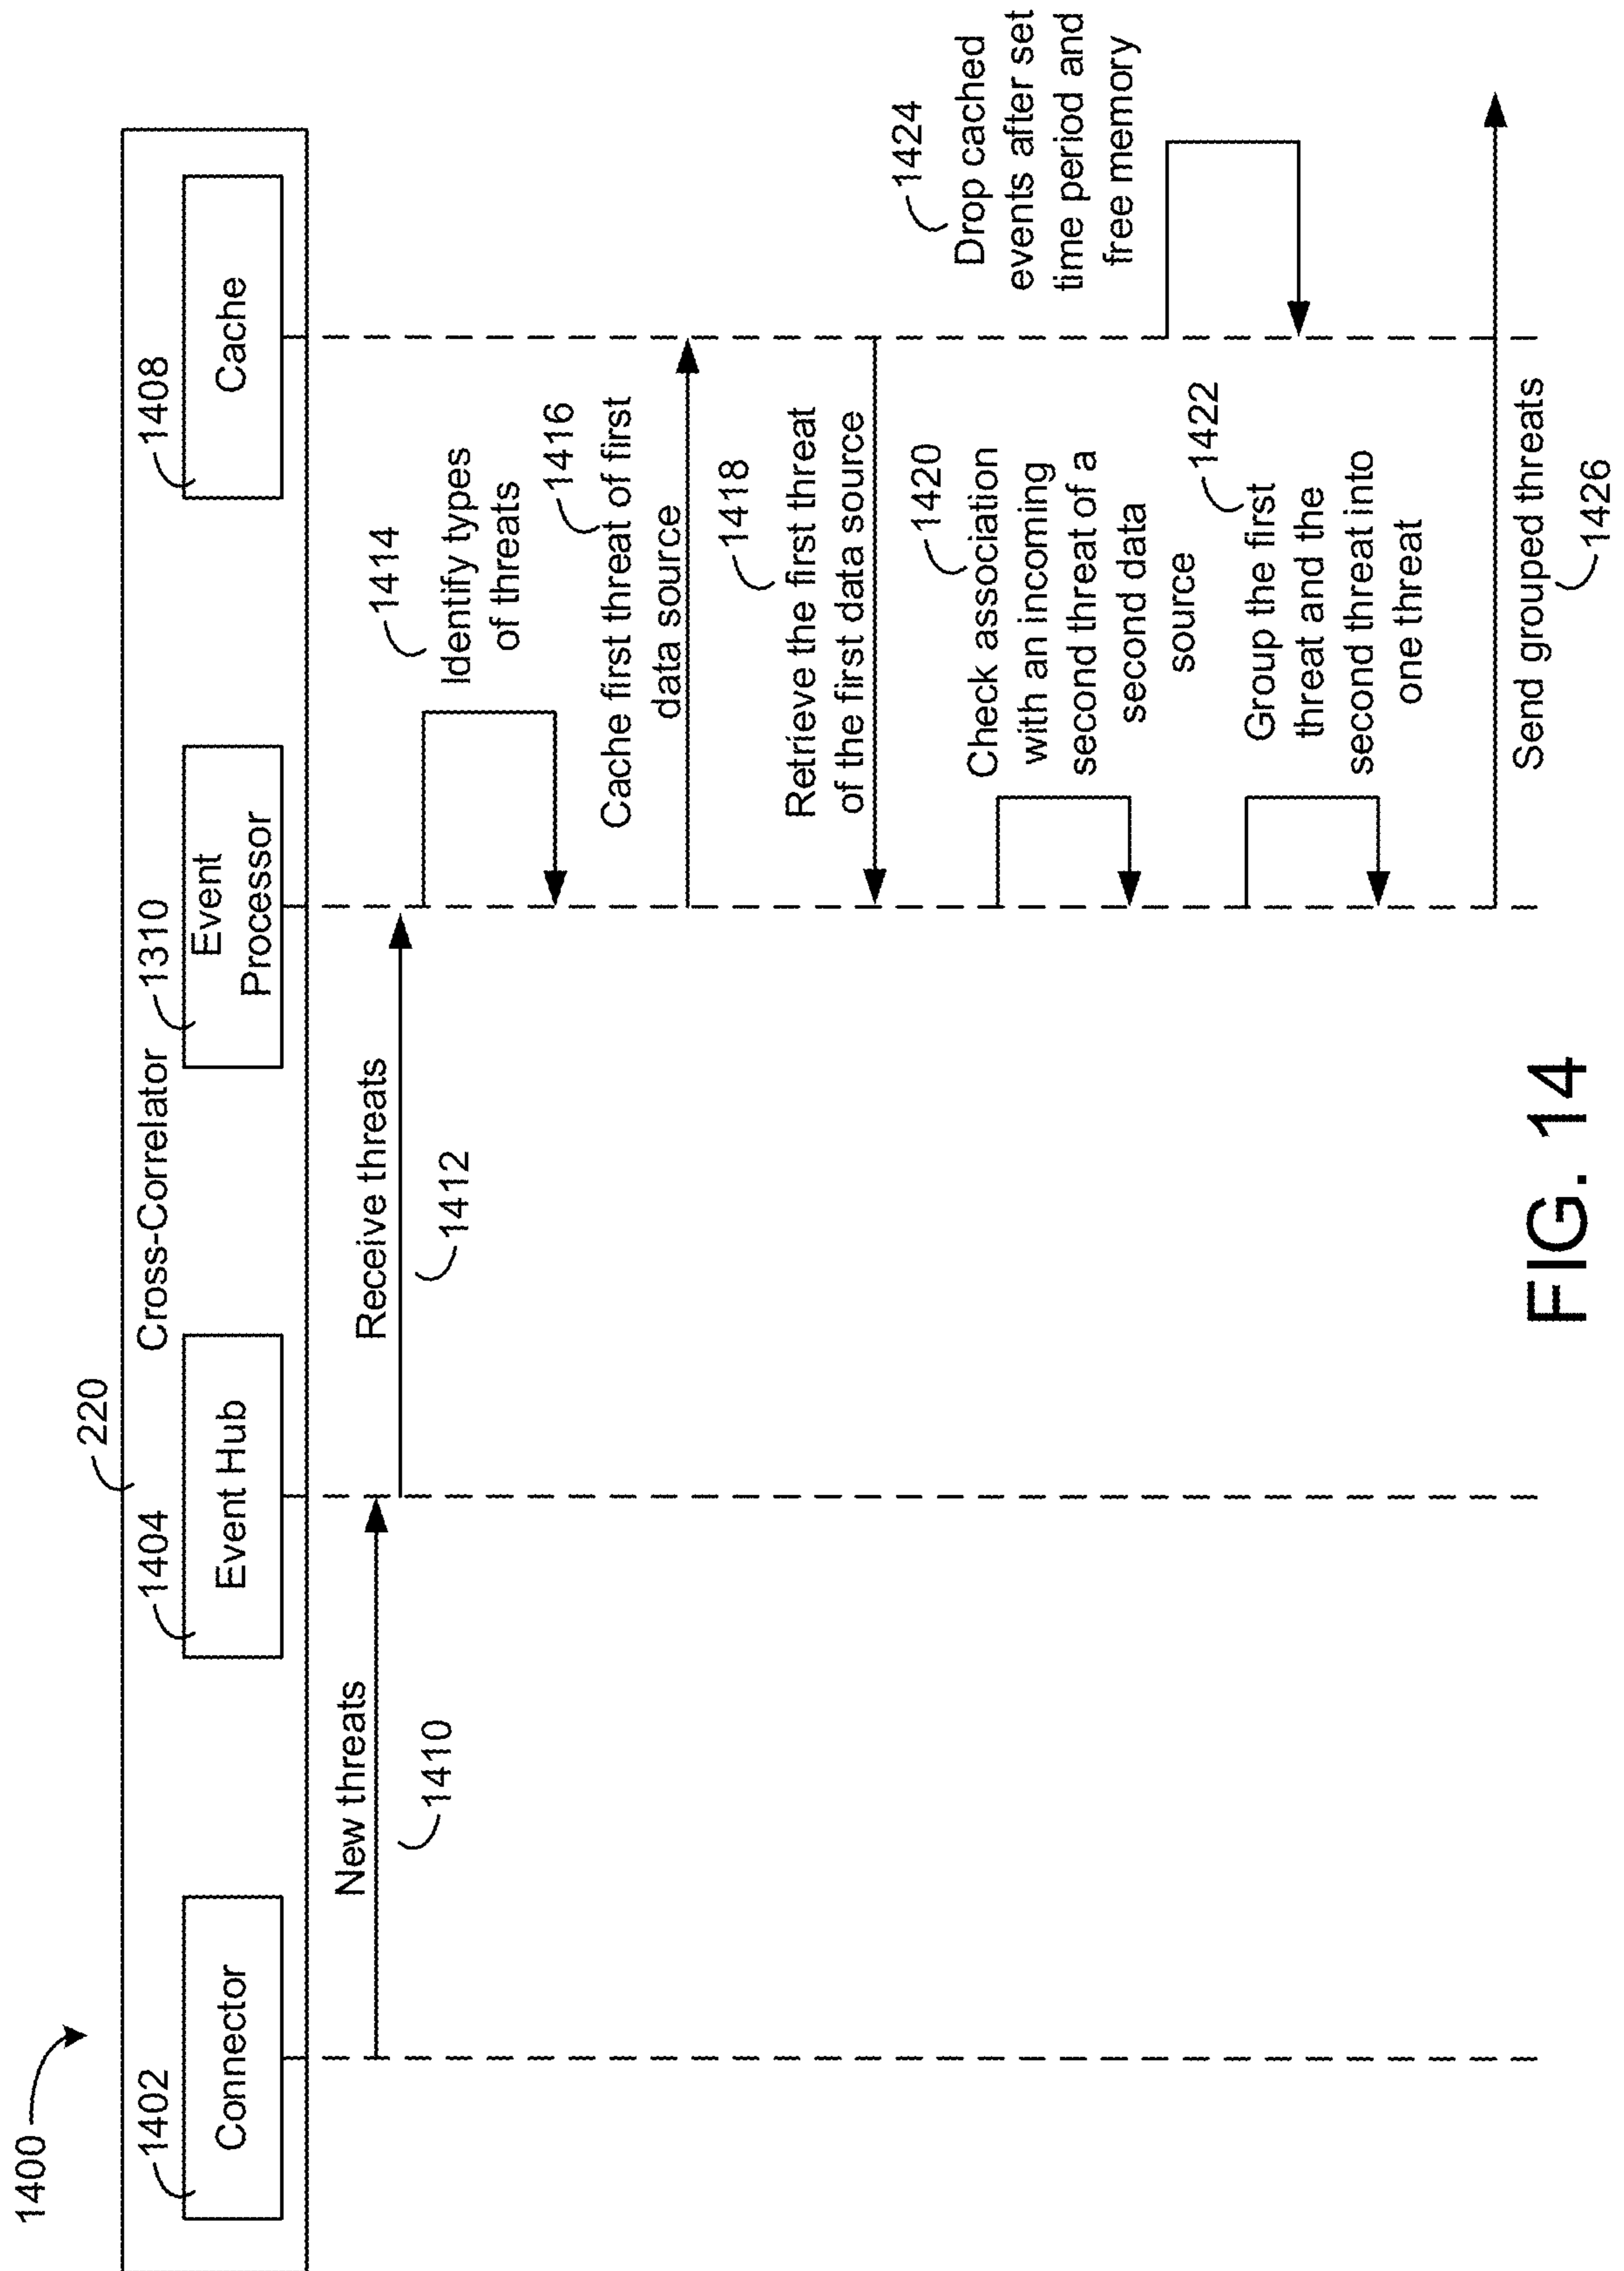 1400
220
Cross-Correlator
1402
Connector
1404
Event Hub
1310
Event
Processor
1408
Cache
New threats
1410
Receive threats
1412
1414
Identify types
of threats
1416
Cache first threat of first
data source
1418
Retrieve the first threat
of the first data source
1420
Check association
with an incoming
second threat of a
second data
source
1424
Drop cached
events after set
time period and
free memory
1422
Group the first
threat and the
second threat into
one threat
Send grouped threats
1426
FIG. 14